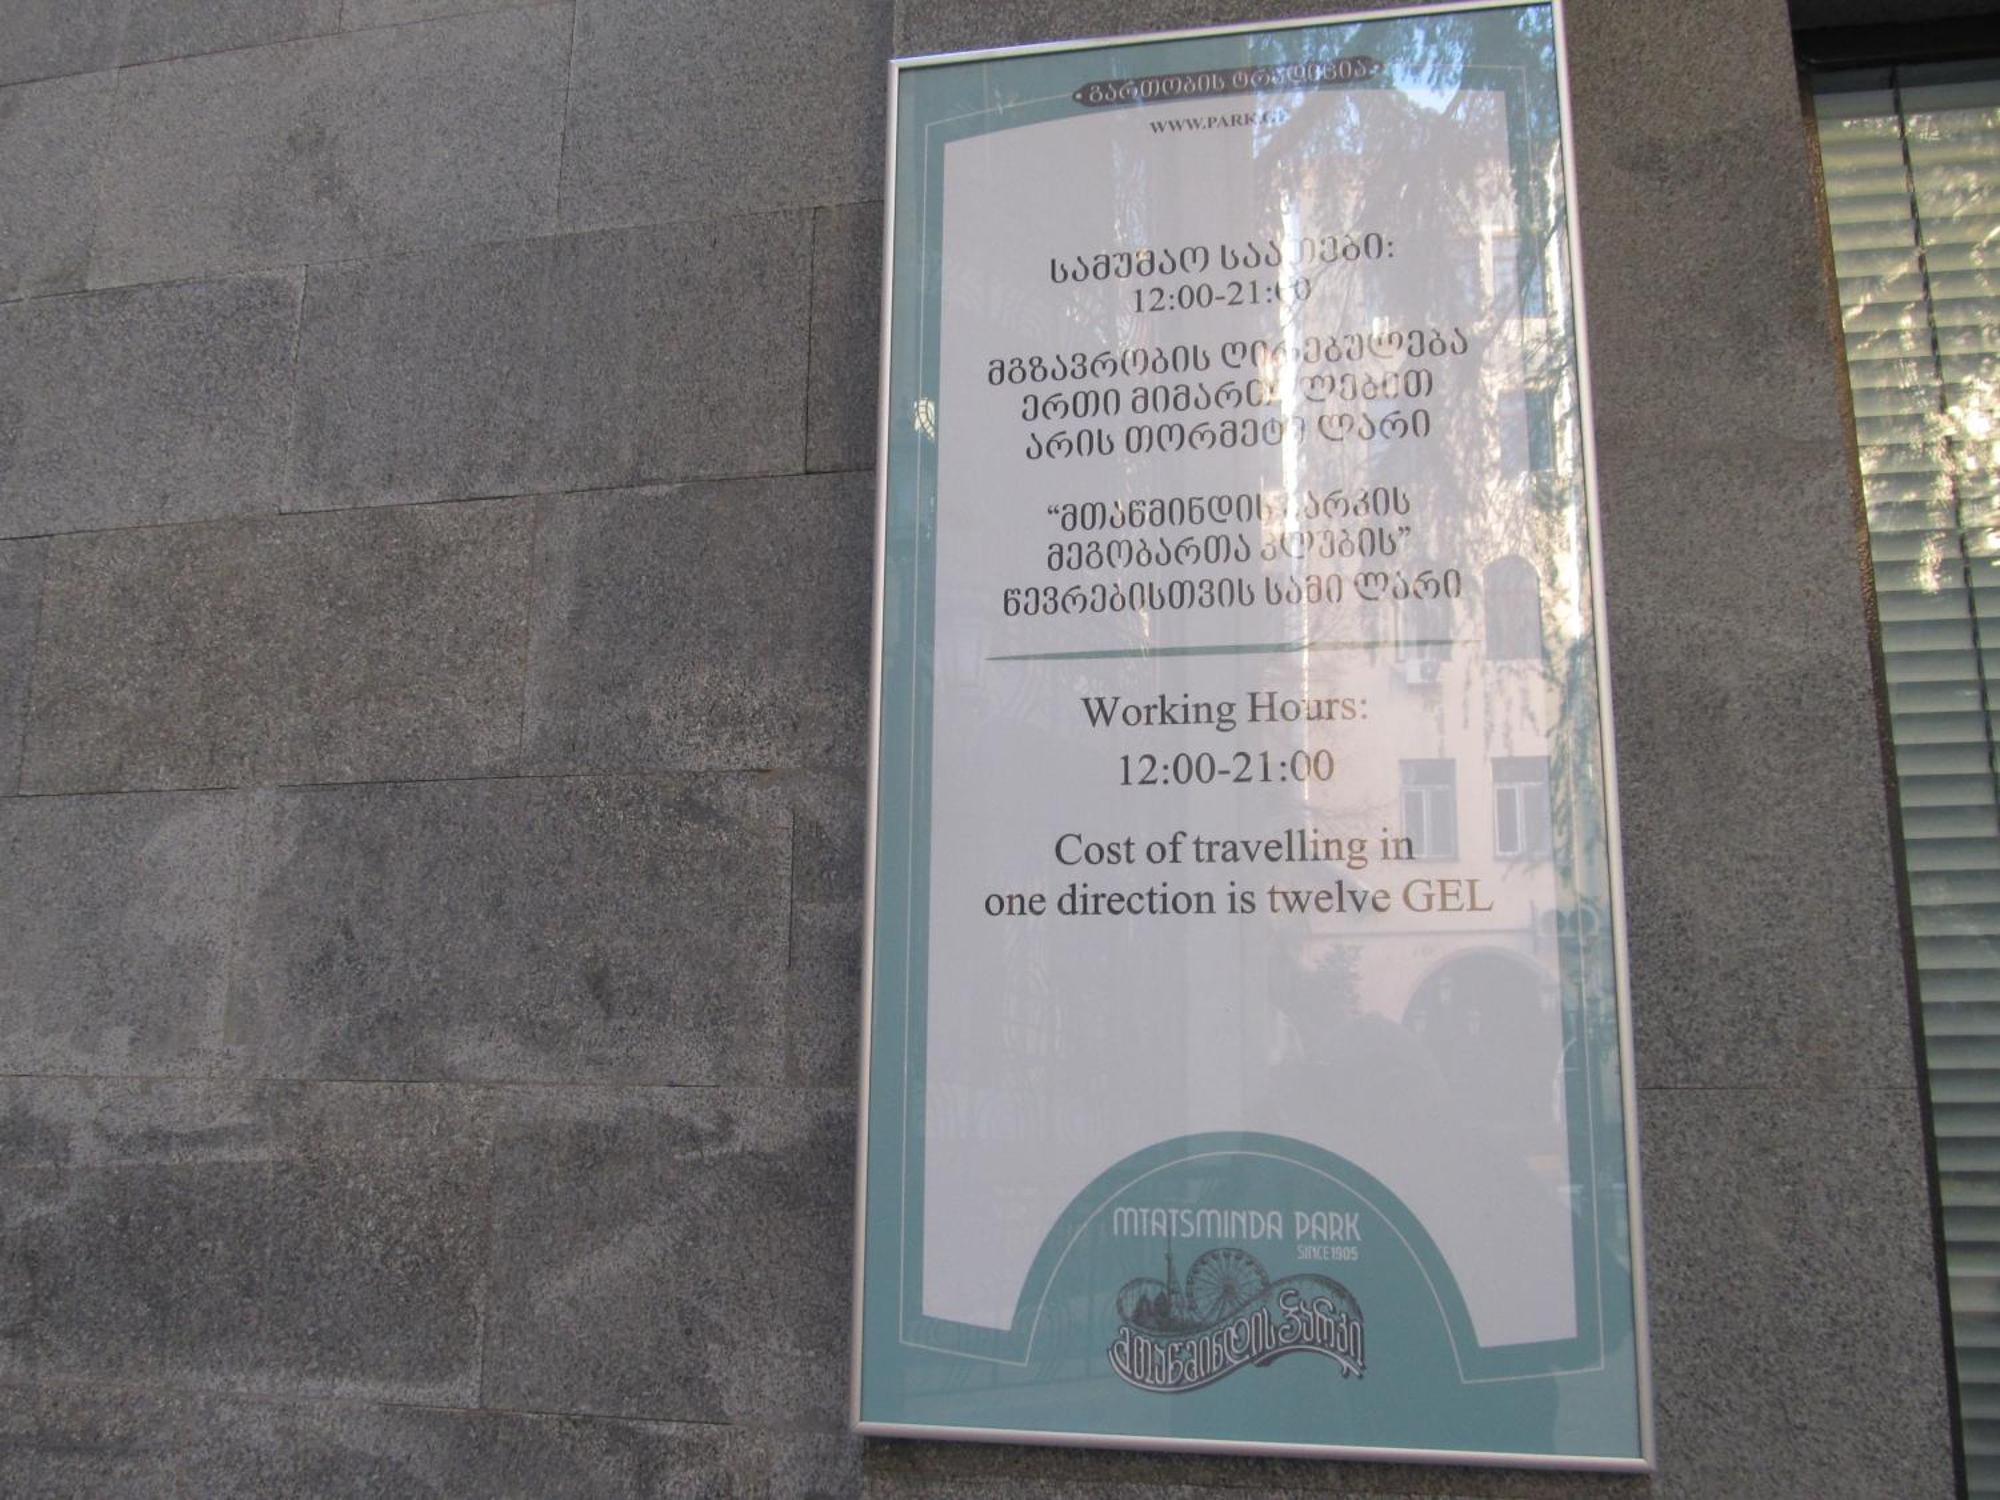 გართობის ტრადიცია
WWW.PARK.GE
სამუშაო საათები:
12:00-21:00
მგზავრობის ღირებულება
ერთი მიმართულებით
არის თორმეტი ლარი
“მთაწმინდის პარკის
მეგობართა კლუბის”
წევრებისთვის სამი ლარი
Working Hours:
12:00-21:00
Cost of travelling in
one direction is twelve GEL
MTATSMINDA PARK
SINCE 1905
მთაწმინდის პარკი